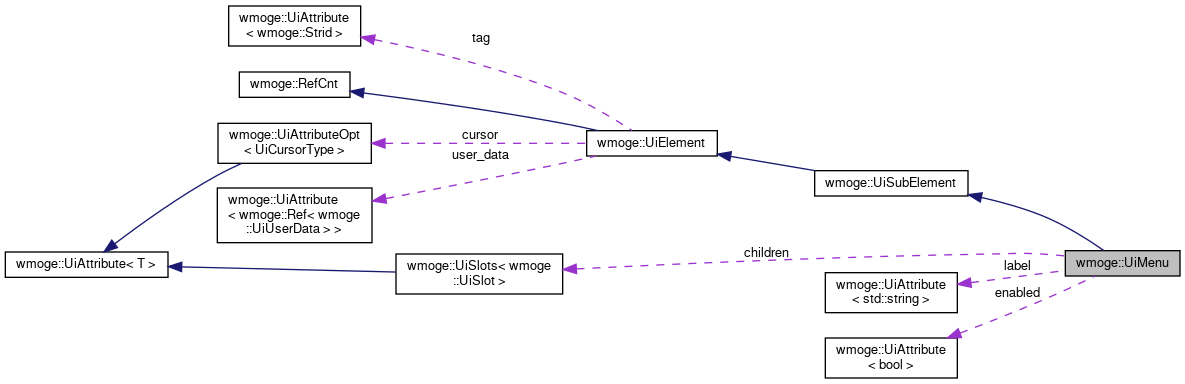 wmoge::UiAttribute
< wmoge::Strid >
tag
wmoge::RefCnt
wmoge::UiAttributeOpt
< UiCursorType >
cursor
wmoge::UiElement
user_data
wmoge::UiSubElement
wmoge::UiAttribute
< wmoge::Ref< wmoge
::UiUserData > >
wmoge::UiAttribute< T >
wmoge::UiSlots< wmoge
::UiSlot >
children
wmoge::UiMenu
label
wmoge::UiAttribute
< std::string >
enabled
wmoge::UiAttribute
< bool >